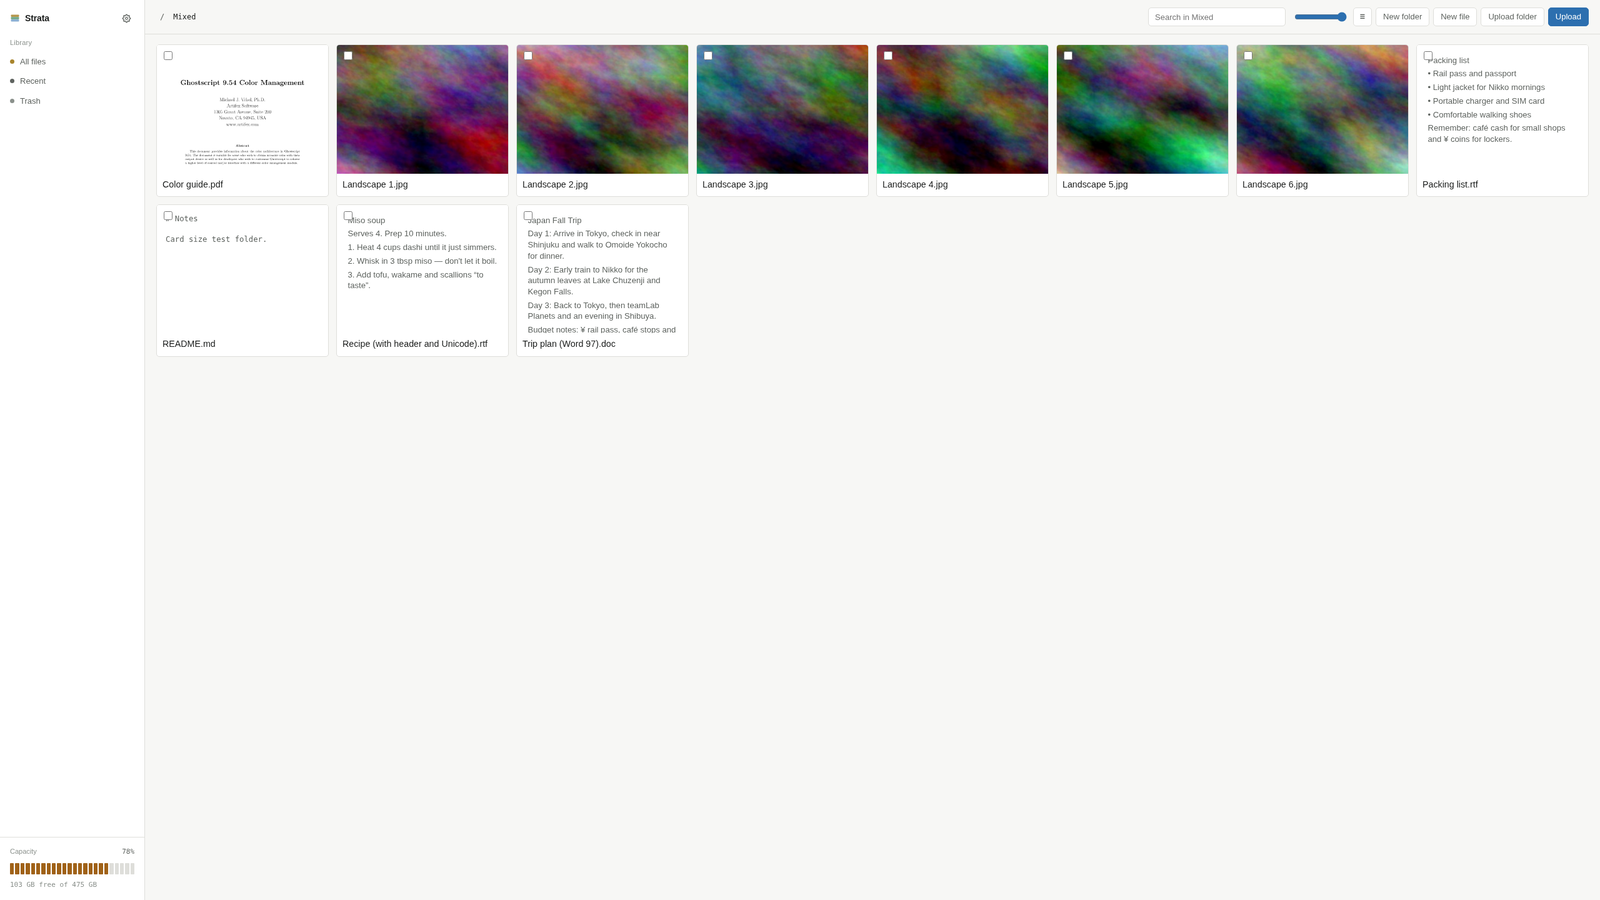 Strata
/ Mixed
Search in Mixed
New folder
New file
Upload folder
Upload
Library
All files
Recent
Trash
Ghostscript 9.54 Color Management
Abstract
Color guide.pdf
Landscape 1.jpg
Landscape 2.jpg
Landscape 3.jpg
Landscape 4.jpg
Landscape 5.jpg
Landscape 6.jpg
Packing list
• Rail pass and passport
• Light jacket for Nikko mornings
• Portable charger and SIM card
• Comfortable walking shoes
Remember: café cash for small shops
and ¥ coins for lockers.
Packing list.rtf
Notes
Card size test folder.
README.md
Miso soup
Serves 4. Prep 10 minutes.
1. Heat 4 cups dashi until it just simmers.
2. Whisk in 3 tbsp miso — don't let it boil.
3. Add tofu, wakame and scallions “to
taste”.
Recipe (with header and Unicode).rtf
Japan Fall Trip
Day 1: Arrive in Tokyo, check in near
Shinjuku and walk to Omoide Yokocho
for dinner.
Day 2: Early train to Nikko for the
autumn leaves at Lake Chuzenji and
Kegon Falls.
Day 3: Back to Tokyo, then teamLab
Planets and an evening in Shibuya.
Budget notes: ¥ rail pass, café stops and
Trip plan (Word 97).doc
Capacity
78%
103 GB free of 475 GB